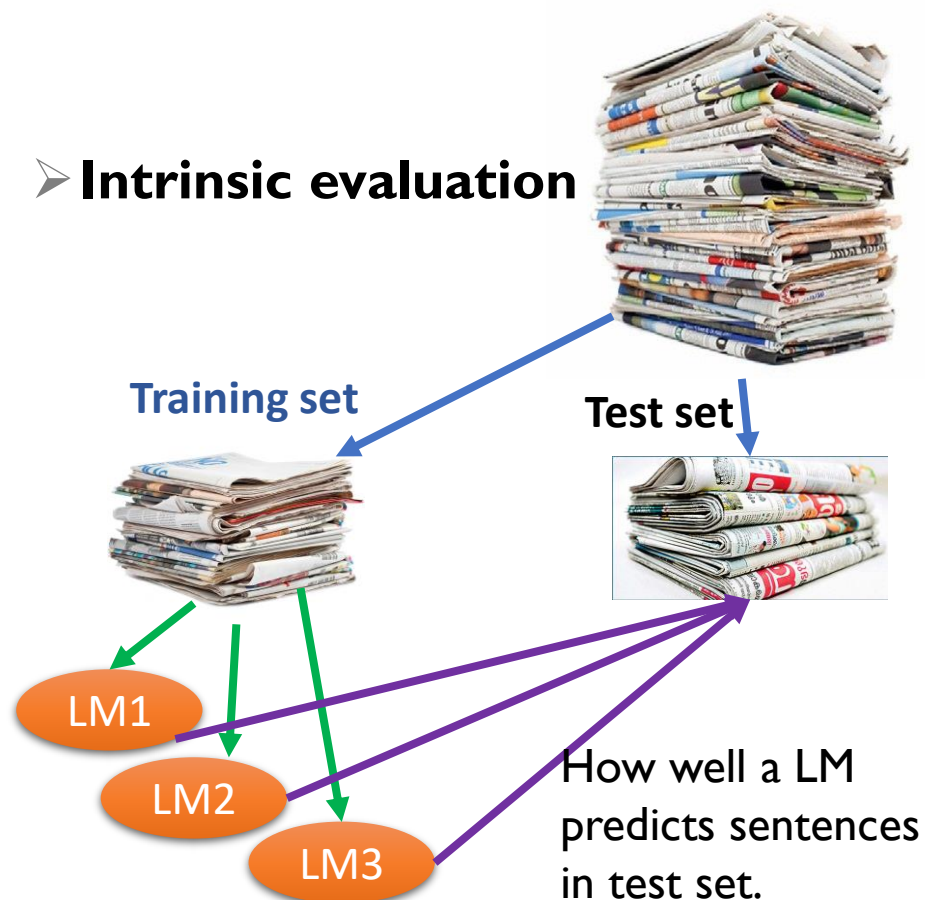 ➢ Intrinsic evaluation
Training set
Test set
LM1
LM2
LM3
How well a LM
predicts sentences
in test set.